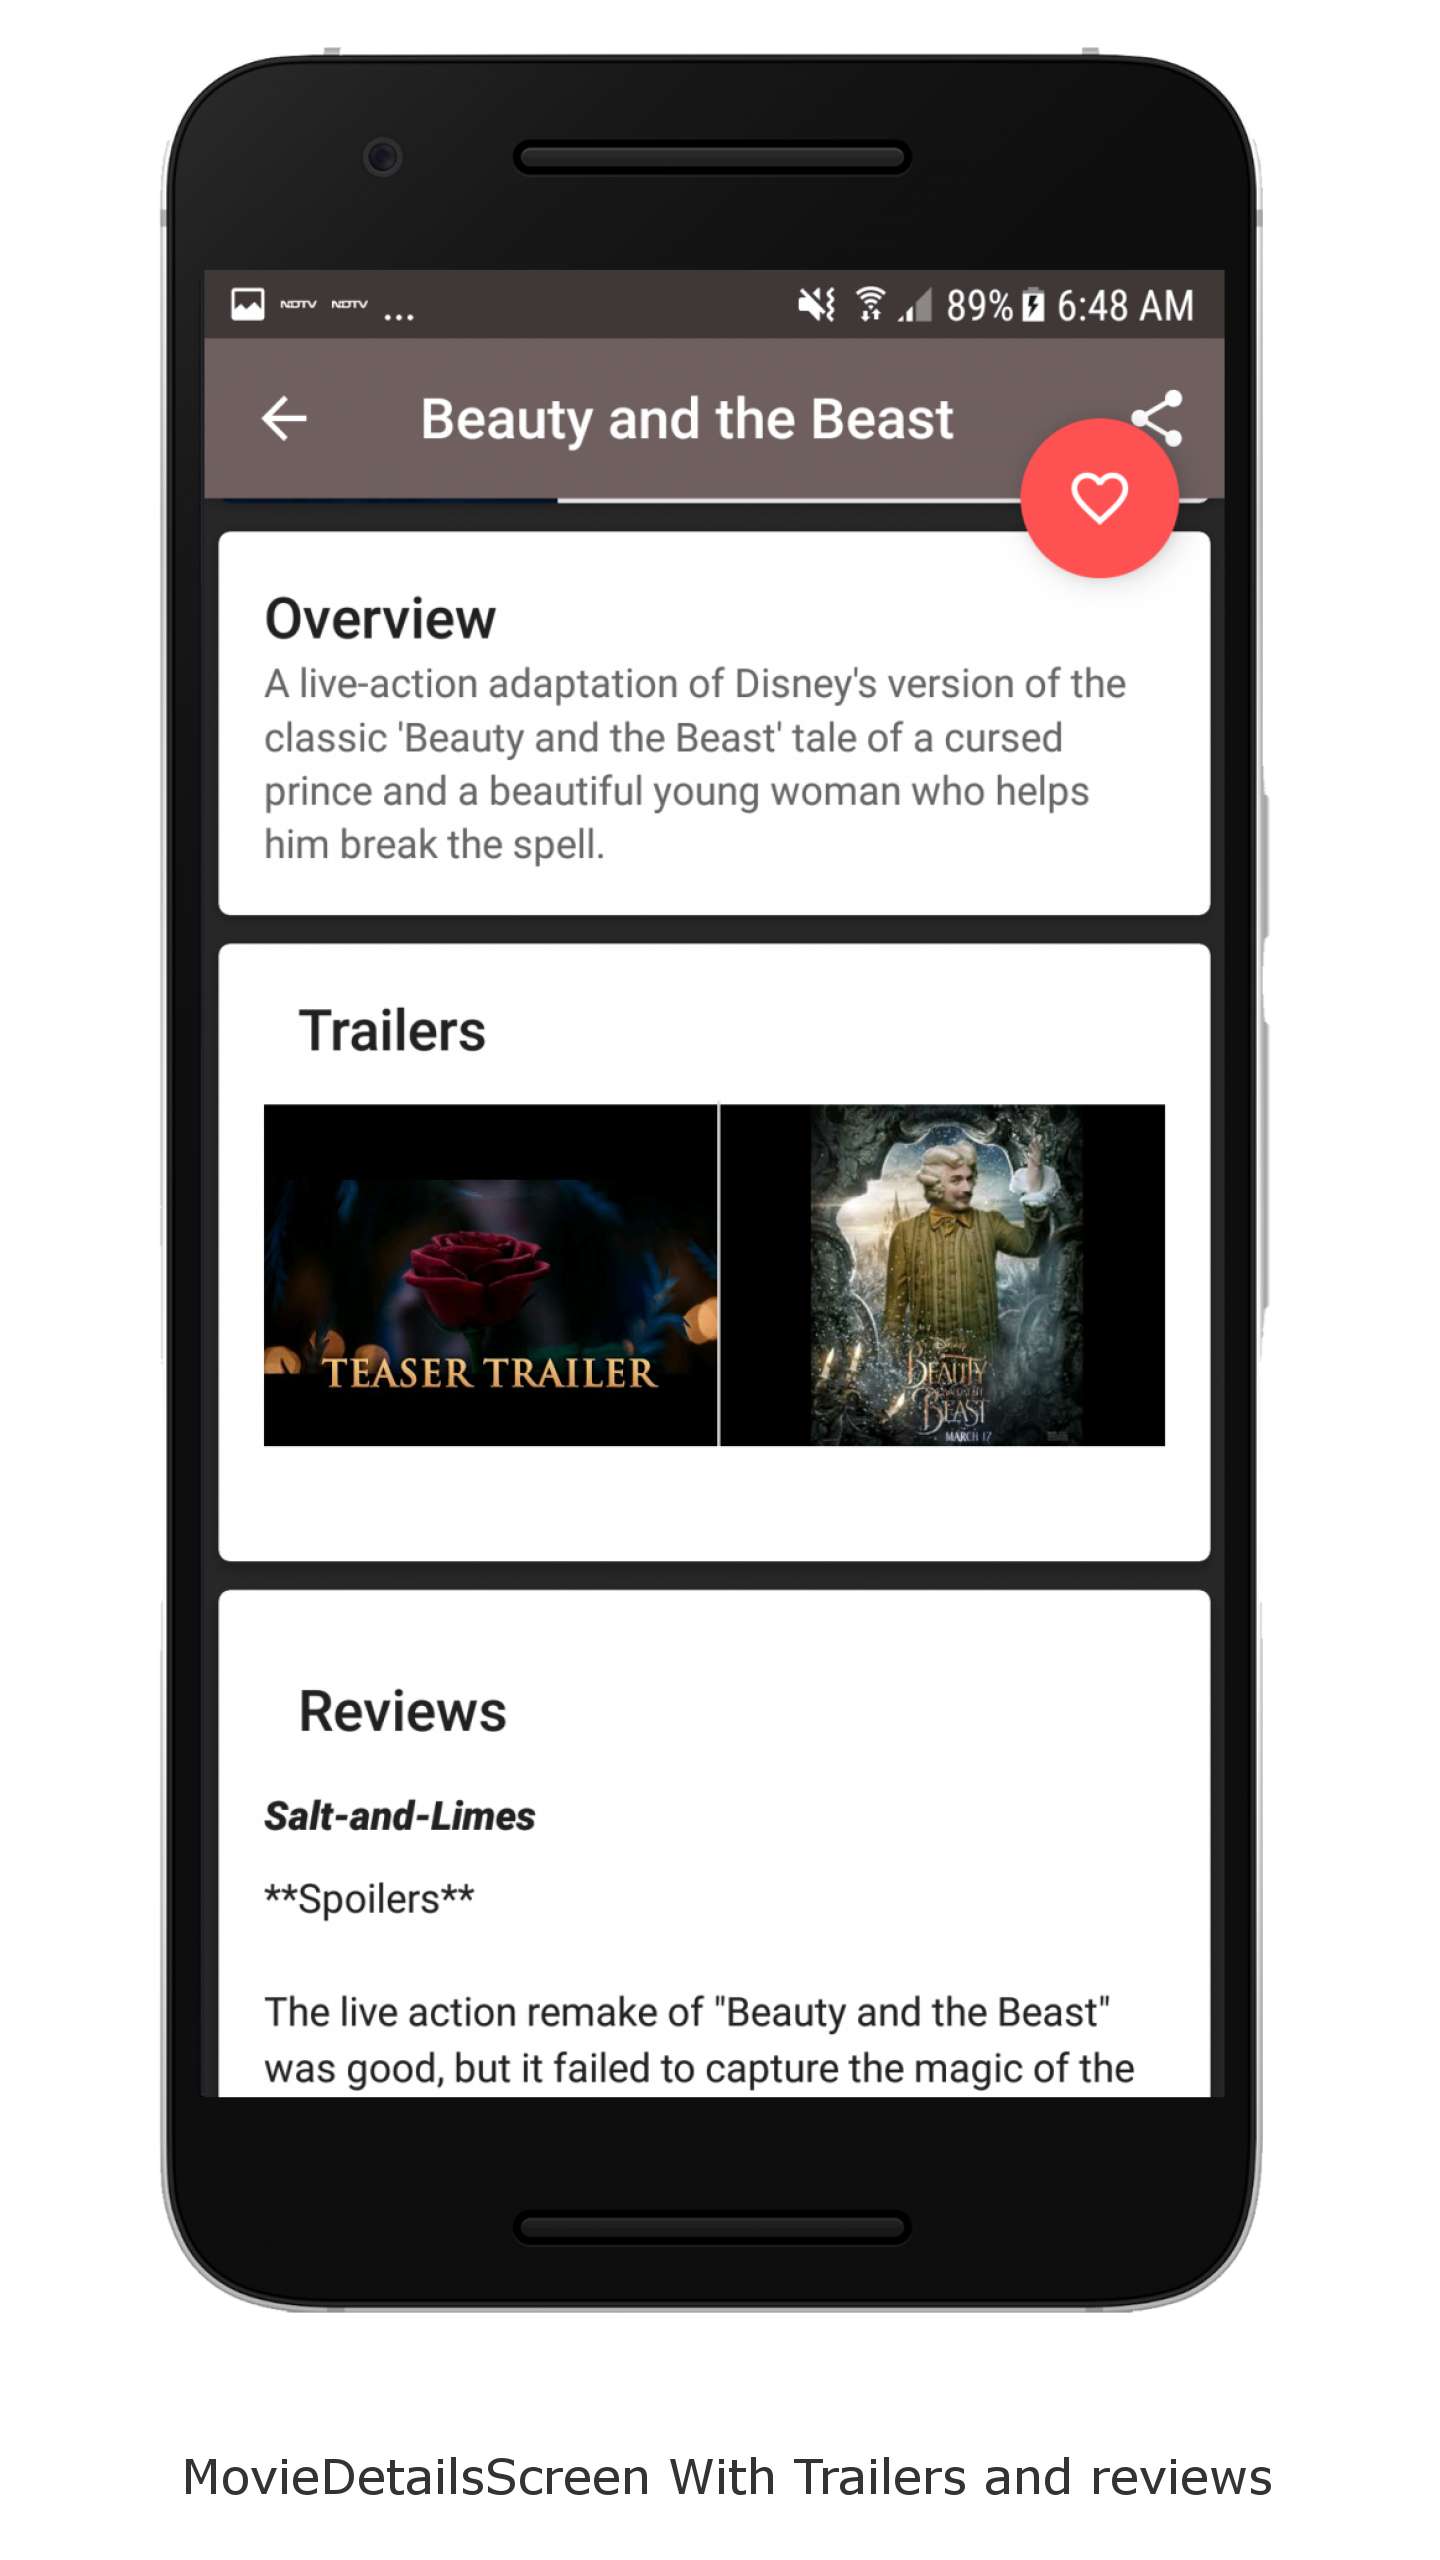 NDTV NDTV ... 89% 6:48 AM
Beauty and the Beast
Overview
A live-action adaptation of Disney's version of the
classic 'Beauty and the Beast' tale of a cursed
prince and a beautiful young woman who helps
him break the spell.
Trailers
TEASER TRAILER
BEAUTY
BEAST
MARCH 17
Reviews
Salt-and-Limes
**Spoilers**
The live action remake of "Beauty and the Beast"
was good, but it failed to capture the magic of the
MovieDetailsScreen With Trailers and reviews